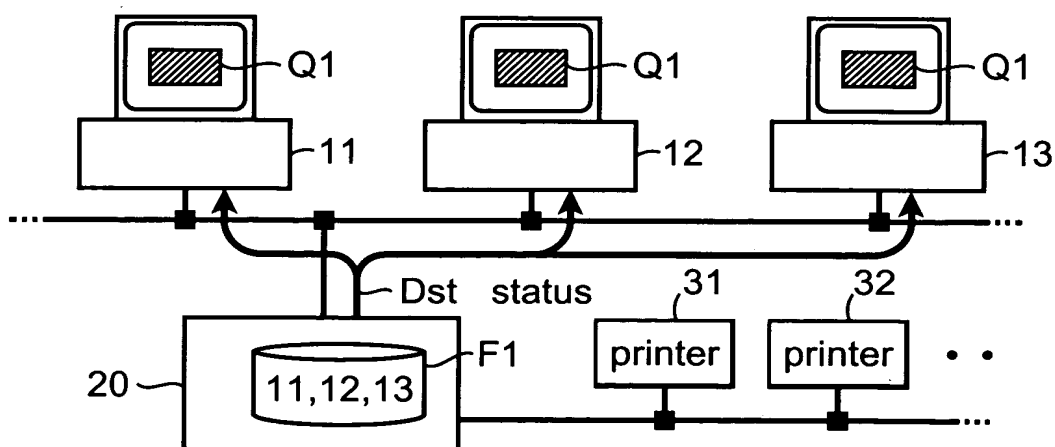 Q1
Q1
Q1
11
12
13
Dst status
31
32
printer
printer
F1
20
11,12,13